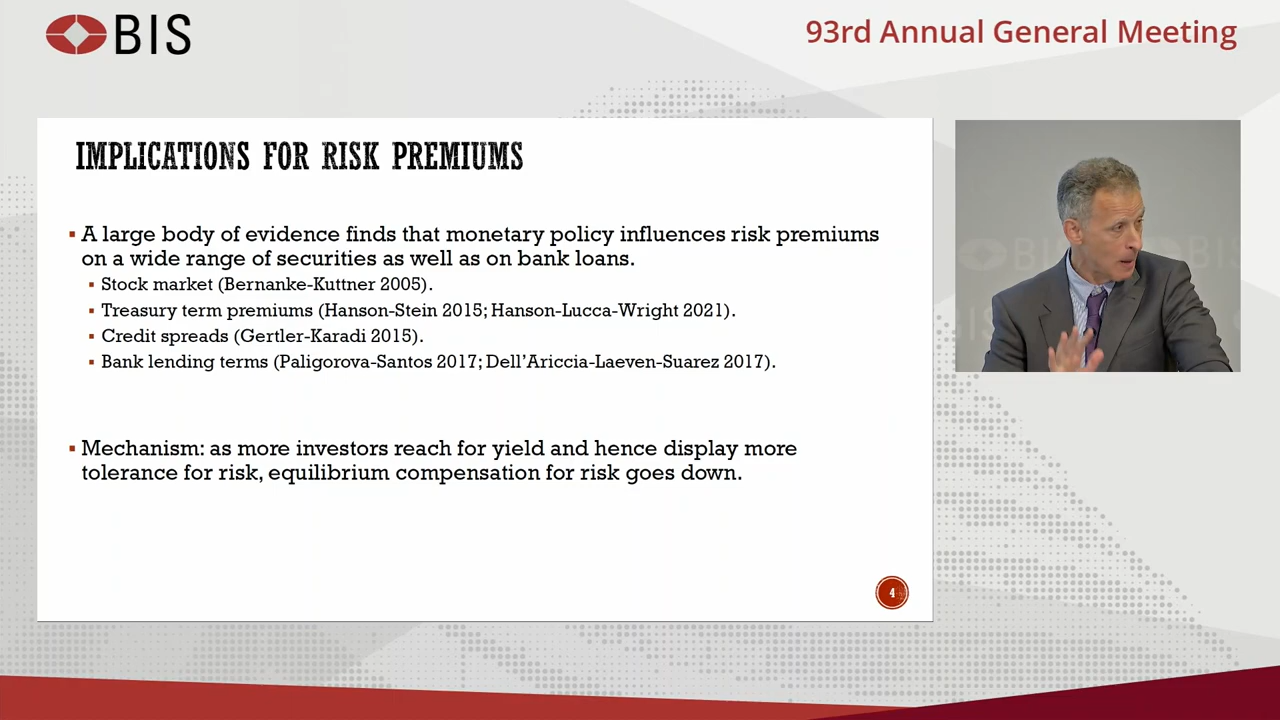 BIS
93rd Annual General Meeting
IMPLICATIONS FOR RISK PREMIUMS
▪ A large body of evidence finds that monetary policy influences risk premiums
on a wide range of securities as well as on bank loans.
▪ Stock market (Bernanke-Kuttner 2005).
▪ Treasury term premiums (Hanson-Stein 2015; Hanson-Lucca-Wright 2021).
▪ Credit spreads (Gertler-Karadi 2015).
▪ Bank lending terms (Paligorova-Santos 2017; Dell’Ariccia-Laeven-Suarez 2017).
▪ Mechanism: as more investors reach for yield and hence display more
tolerance for risk, equilibrium compensation for risk goes down.
4